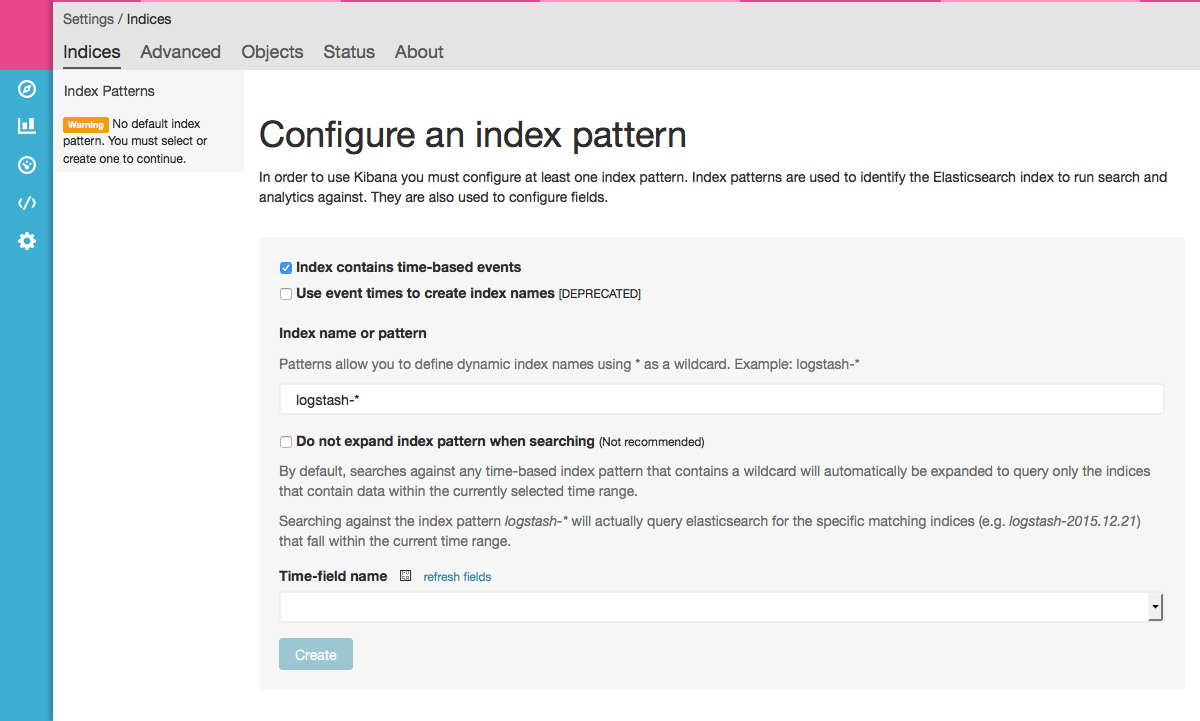 Settings / Indices
Indices Advanced Objects Status About
Index Patterns
Warning No default index
pattern. You must select or
create one to continue.
Configure an index pattern
In order to use Kibana you must configure at least one index pattern. Index patterns are used to identify the Elasticsearch index to run search and
analytics against. They are also used to configure fields.
Index contains time-based events
Use event times to create index names [DEPRECATED]
Index name or pattern
Patterns allow you to define dynamic index names using * as a wildcard. Example: logstash-*
logstash-*
Do not expand index pattern when searching (Not recommended)
By default, searches against any time-based index pattern that contains a wildcard will automatically be expanded to query only the indices
that contain data within the currently selected time range.
Searching against the index pattern logstash-* will actually query elasticsearch for the specific matching indices (e.g. logstash-2015.12.21)
that fall within the current time range.
Time-field name refresh fields
Create